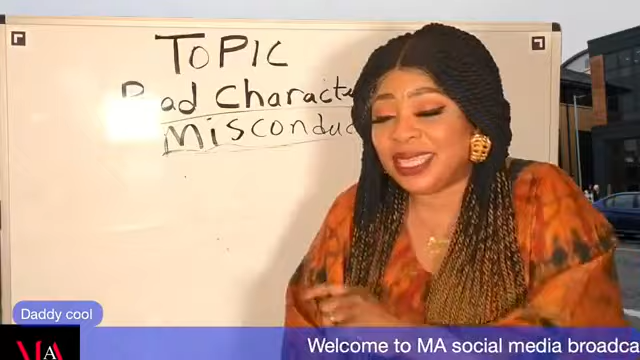 TOPIC
Bad Characte
Misconduc
Daddy cool
MA
Welcome to MA social media broadca